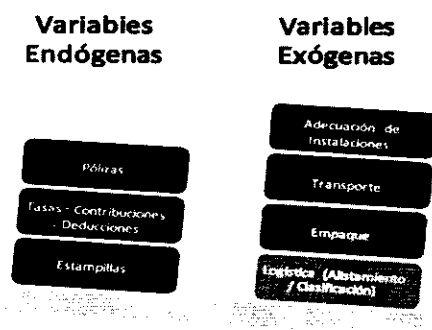 Variables
Endógenas
Variables
Exógenas
Pólizas
Tasas - Contribuciones
- Deducciones
Estampillas
Adecuación de
Instalaciones
Transporte
Empaque
Logística (Alistamiento
/ Clasificación)